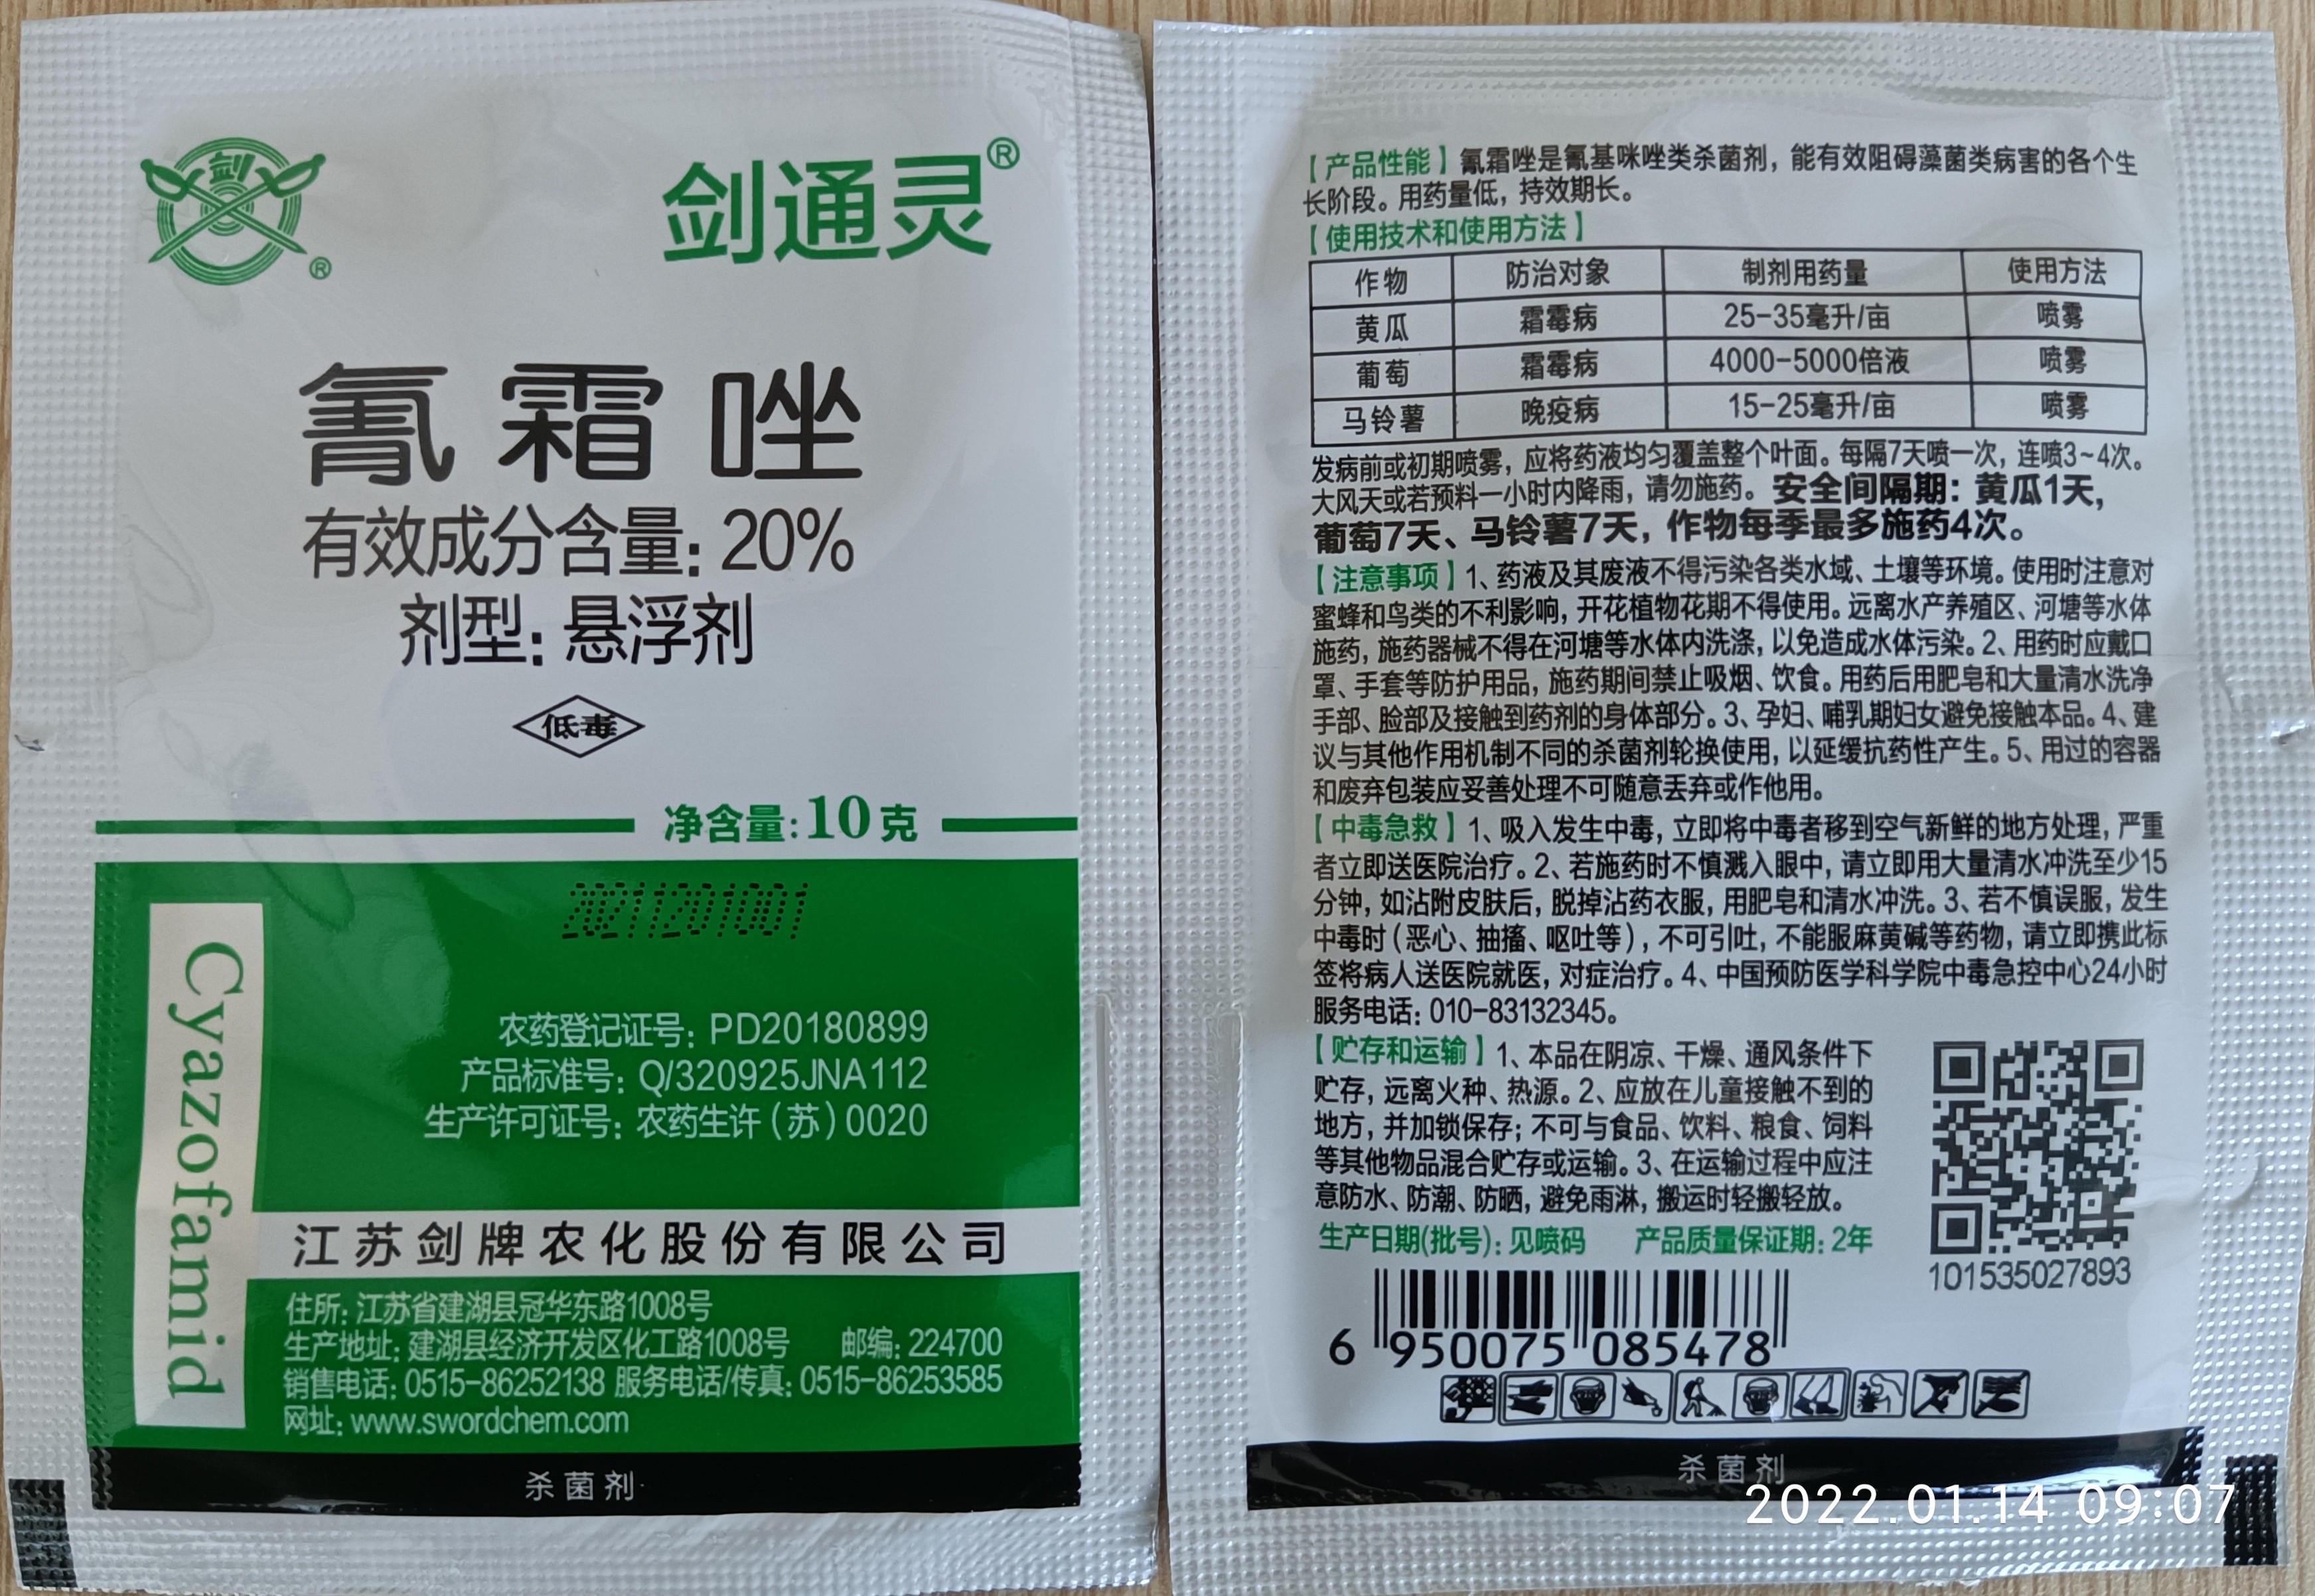 剑
®
剑通灵®
氰霜唑
有效成分含量：20%
剂型：悬浮剂
低毒
净含量：10克
20211201001
Cyazofamid
农药登记证号：PD20180899
产品标准号：Q/320925JNA112
生产许可证号：农药生许（苏）0020
江苏剑牌农化股份有限公司
住所：江苏省建湖县冠华东路1008号
生产地址：建湖县经济开发区化工路1008号 邮编：224700
销售电话：0515-86252138 服务电话/传真：0515-86253585
网址：www.swordchem.com
杀菌剂
【产品性能】氰霜唑是氰基咪唑类杀菌剂，能有效阻碍藻菌类病害的各个生
长阶段。用药量低，持效期长。
【使用技术和使用方法】
作物 防治对象 制剂用药量 使用方法
黄瓜 霜霉病 25-35毫升/亩 喷雾
葡萄 霜霉病 4000-5000倍液 喷雾
马铃薯 晚疫病 15-25毫升/亩 喷雾
发病前或初期喷雾，应将药液均匀覆盖整个叶面。每隔7天喷一次，连喷3~4次。
大风天或若预料一小时内降雨，请勿施药。安全间隔期：黄瓜1天，
葡萄7天、马铃薯7天，作物每季最多施药4次。
【注意事项】1、药液及其废液不得污染各类水域、土壤等环境。使用时注意对
蜜蜂和鸟类的不利影响，开花植物花期不得使用。远离水产养殖区、河塘等水体
施药，施药器械不得在河塘等水体内洗涤，以免造成水体污染。2、用药时应戴口
罩、手套等防护用品，施药期间禁止吸烟、饮食。用药后用肥皂和大量清水洗净
手部、脸部及接触到药剂的身体部分。3、孕妇、哺乳期妇女避免接触本品。4、建
议与其他作用机制不同的杀菌剂轮换使用，以延缓抗药性产生。5、用过的容器
和废弃包装应妥善处理不可随意丢弃或作他用。
【中毒急救】1、吸入发生中毒，立即将中毒者移到空气新鲜的地方处理，严重
者立即送医院治疗。2、若施药时不慎溅入眼中，请立即用大量清水冲洗至少15
分钟，如沾附皮肤后，脱掉沾药衣服，用肥皂和清水冲洗。3、若不慎误服，发生
中毒时（恶心、抽搐、呕吐等），不可引吐，不能服麻黄碱等药物，请立即携此标
签将病人送医院就医，对症治疗。4、中国预防医学科学院中毒急控中心24小时
服务电话：010-83132345。
【贮存和运输】1、本品在阴凉、干燥、通风条件下
贮存，远离火种、热源。2、应放在儿童接触不到的
地方，并加锁保存；不可与食品、饮料、粮食、饲料
等其他物品混合贮存或运输。3、在运输过程中应注
意防水、防潮、防晒，避免雨淋，搬运时轻搬轻放。
生产日期(批号)：见喷码 产品质量保证期：2年
101535027893
6 950075 085478
杀菌剂
2022.01.14 09:07